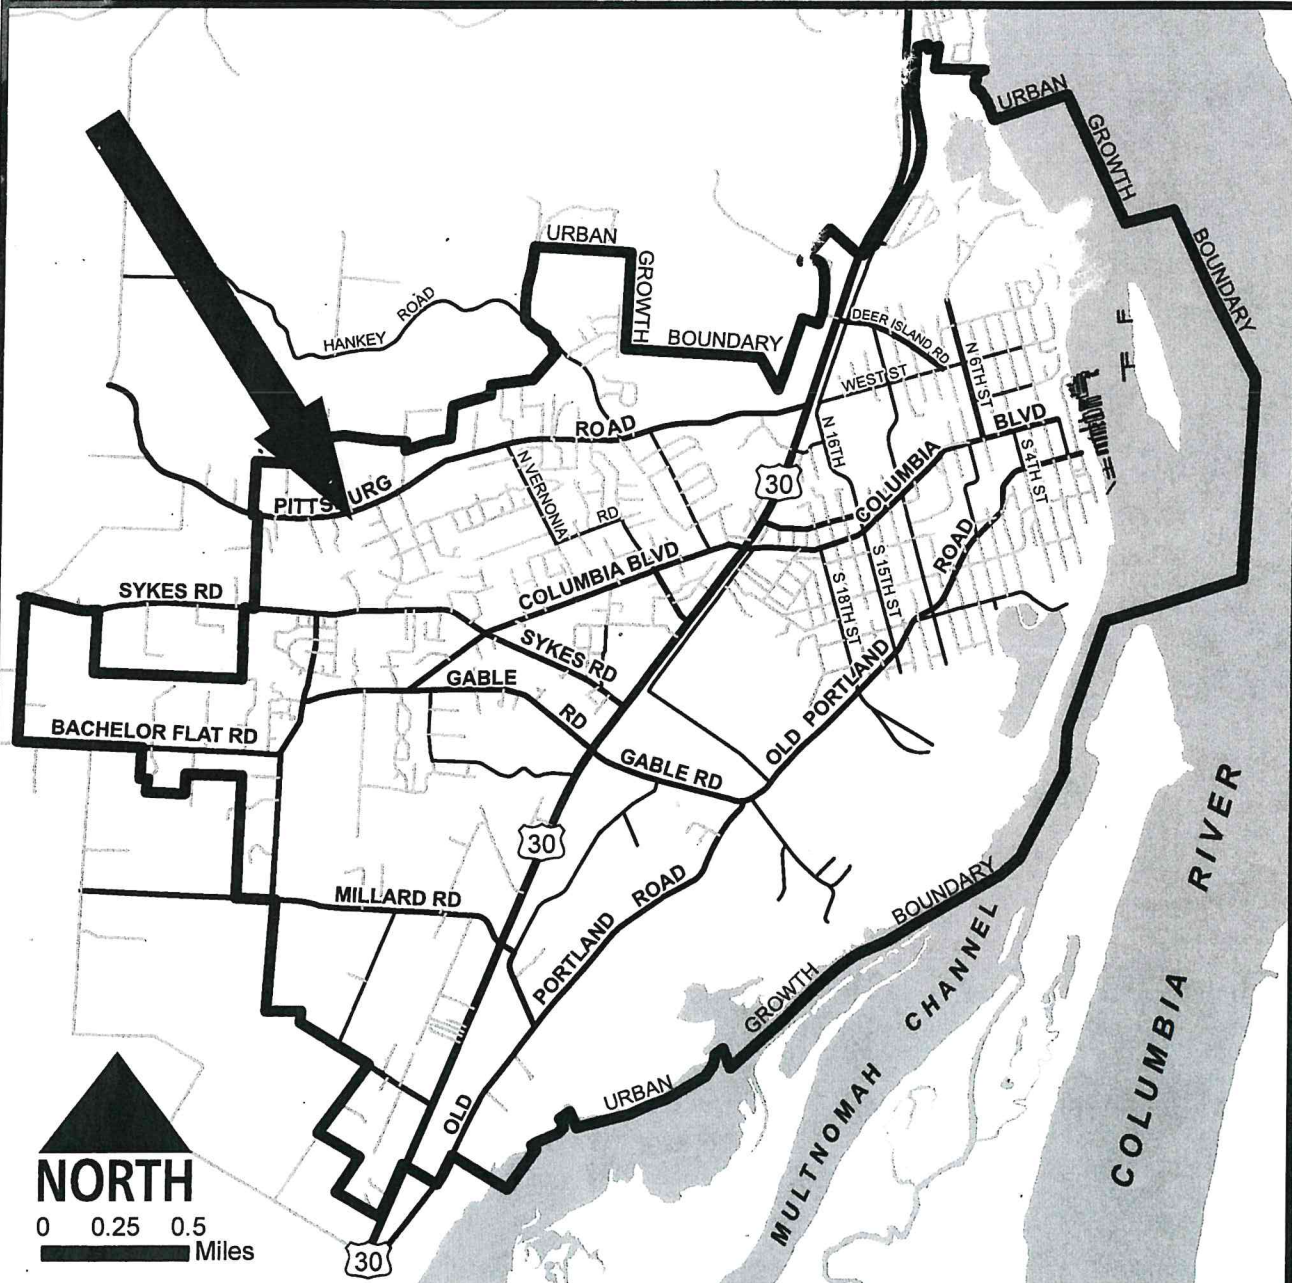 URBAN
GROWTH
BOUNDARY
URBAN
GROWTH
BOUNDARY
HANKEY ROAD
DEER ISLAND RD
WEST ST
N 6TH ST
ROAD
BLVD
N 16TH
COLUMBIA
S 4TH ST
30
PITTSBURG
N VERNONIA
RD
COLUMBIA BLVD
ROAD
S 15TH ST
S 18TH ST
SYKES RD
SYKES RD
GABLE
RD
BACHELOR FLAT RD
GABLE RD
OLD PORTLAND
30
MILLARD RD
PORTLAND ROAD
OLD
BOUNDARY
GROWTH
URBAN
MULTNOMAH CHANNEL
COLUMBIA RIVER
NORTH
0 0.25 0.5
Miles
30